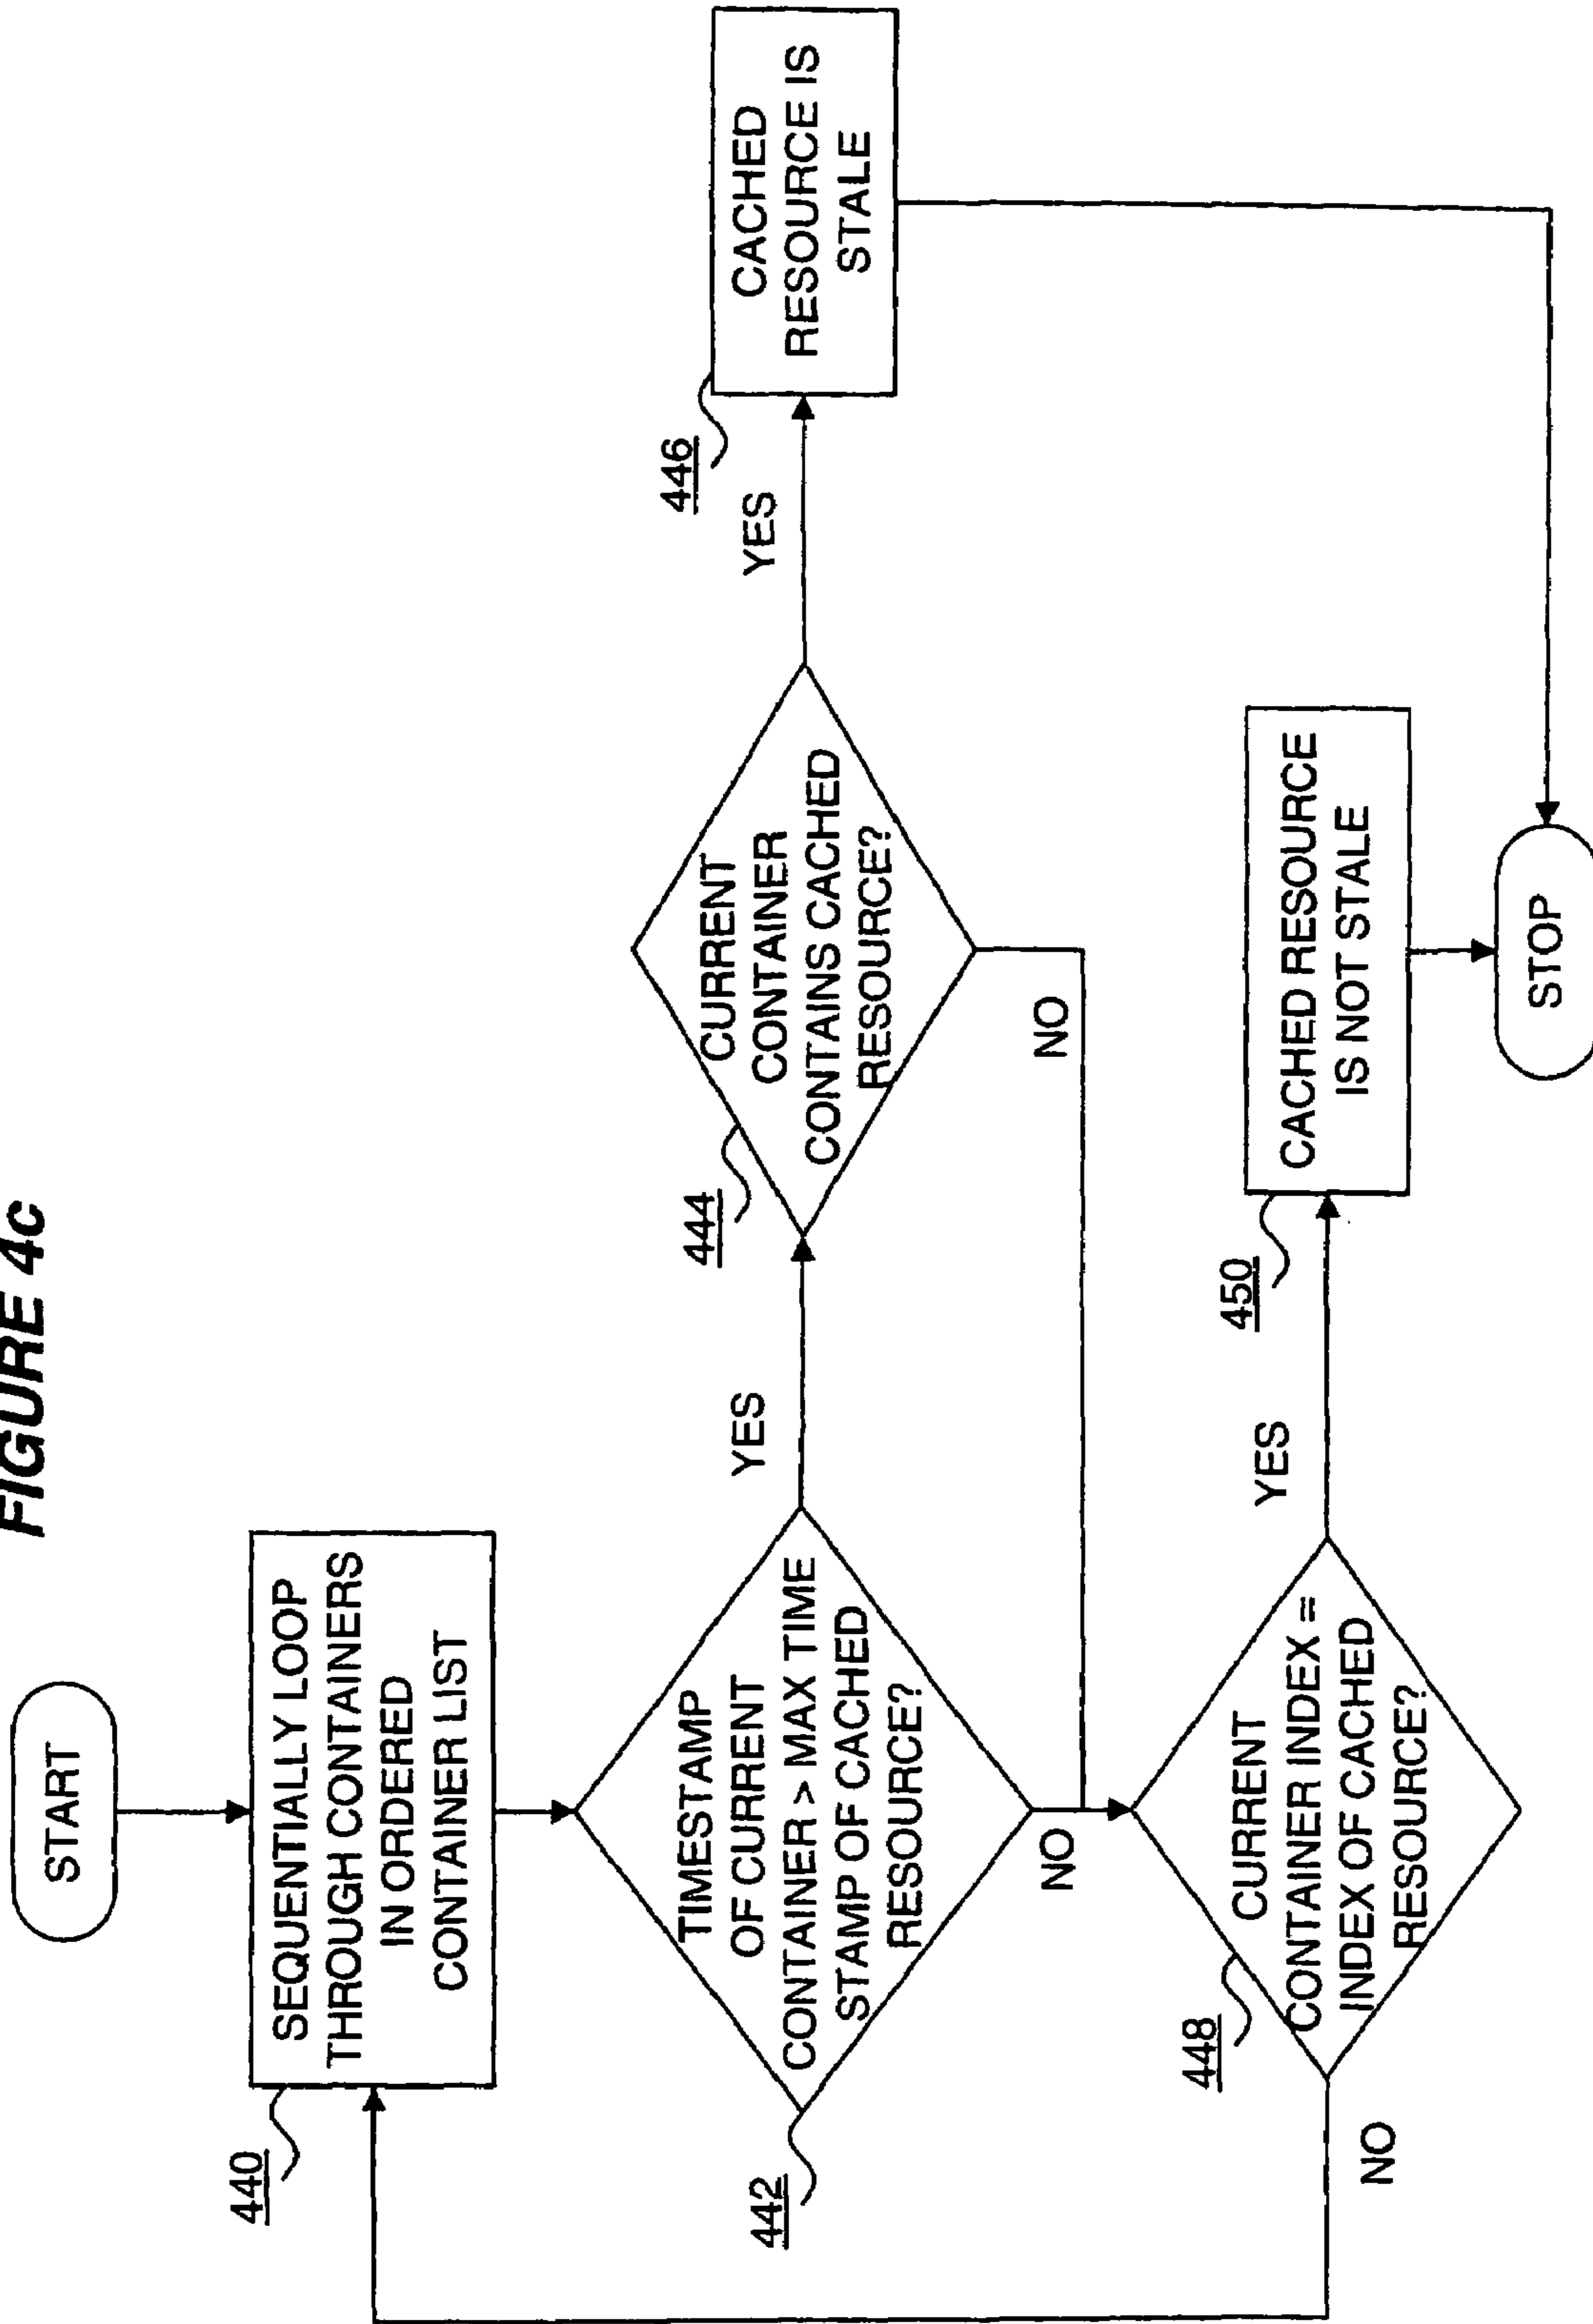 FIGURE 4c
START
440
SEQUENTIALLY LOOP
THROUGH CONTAINERS
IN ORDERED
CONTAINER LIST
442
TIMESTAMP
OF CURRENT
CONTAINER > MAX TIME
STAMP OF CACHED
RESOURCE?
YES
NO
444
CURRENT
CONTAINER
CONTAINS CACHED
RESOURCE?
YES
NO
446
CACHED
RESOURCE IS
STALE
448
CURRENT
CONTAINER INDEX =
INDEX OF CACHED
RESOURCE?
YES
NO
450
CACHED RESOURCE
IS NOT STALE
STOP